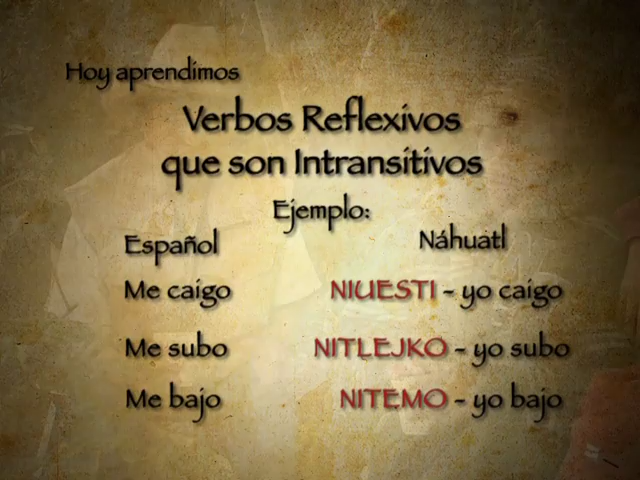 Hoy aprendimos
Verbos Reflexivos
que son Intransitivos
Ejemplo:
Español Náhuatl
Me caigo NIUESTI - yo caigo
Me subo NITLEJKO - yo subo
Me bajo NITEMO - yo bajo